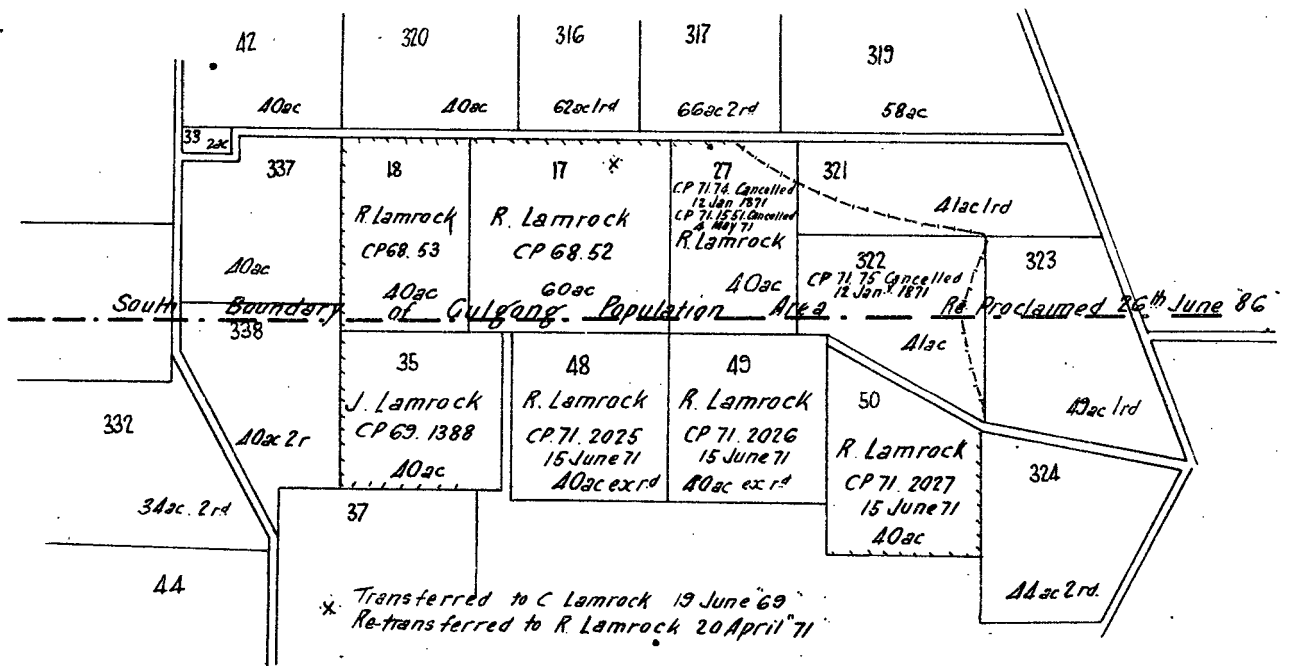 42
40ac
320
40ac
316
62ac 1rd
317
66ac 2rd
319
58ac
33 2ac
337
40ac
18
R. Lamrock
CP 68. 53
40ac
17 x
R. Lamrock
CP 68. 52
60ac
27
CP 71.74. Cancelled
12 Jan 1871
CP 71.1551. Cancelled
4 May 71
R. Lamrock
40ac
321
41ac 1rd
322
CP 71.75 Cancelled
12 Jan. 1871
41ac
323
49ac 1rd
South Boundary of Gulgong Population Area Re Proclaimed 26th June 86
338
40ac 2r
35
J. Lamrock
CP 69. 1388
40ac
48
R. Lamrock
CP. 71. 2025
15 June 71
40ac ex rd
49
R. Lamrock
CP 71. 2026
15 June 71
40ac ex rd
50
R. Lamrock
CP 71. 2027
15 June 71
40ac
324
44ac 2rd.
332
34ac. 2rd
37
44
x Transferred to C Lamrock 19 June "69
Re-transferred to R. Lamrock 20 April "71